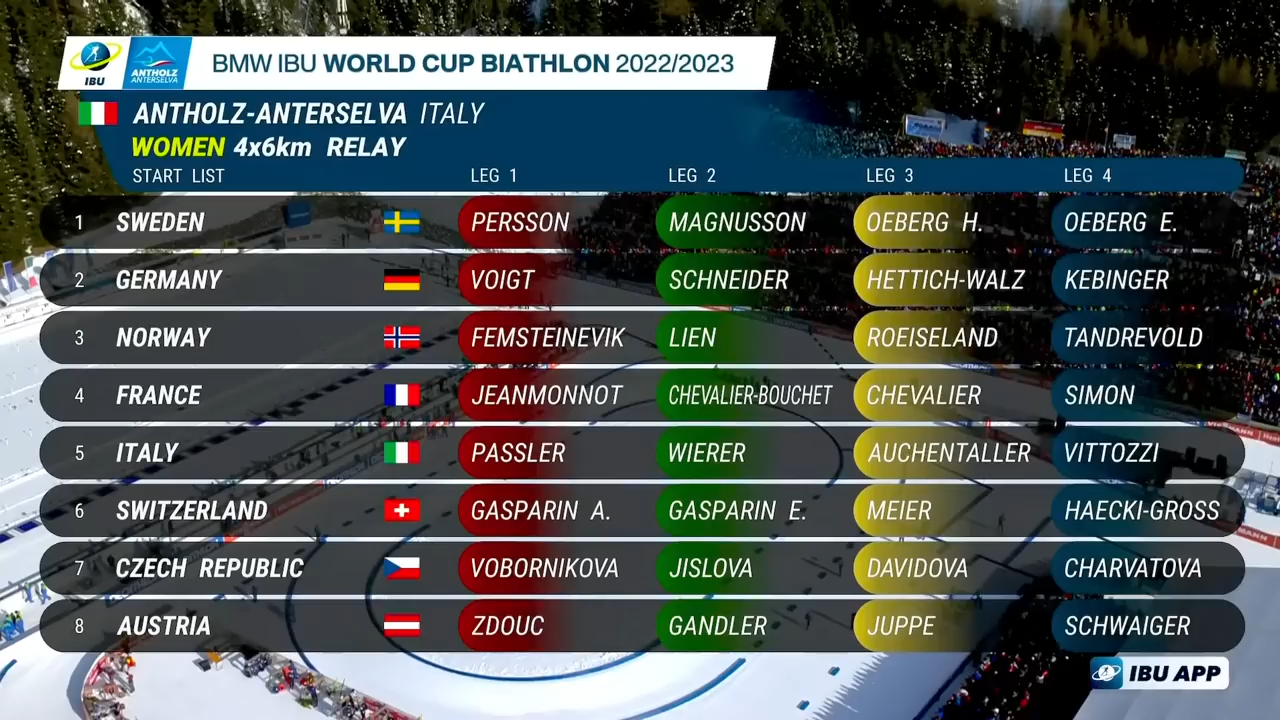 BMW IBU WORLD CUP BIATHLON 2022/2023
IBU
ANTHOLZ
ANTERSELVA
ANTHOLZ-ANTERSELVA ITALY
WOMEN 4x6km RELAY
START LIST LEG 1 LEG 2 LEG 3 LEG 4
1 SWEDEN PERSSON MAGNUSSON OEBERG H. OEBERG E.
2 GERMANY VOIGT SCHNEIDER HETTICH-WALZ KEBINGER
3 NORWAY FEMSTEINEVIK LIEN ROEISELAND TANDREVOLD
4 FRANCE JEANMONNOT CHEVALIER-BOUCHET CHEVALIER SIMON
5 ITALY PASSLER WIERER AUCHENTALLER VITTOZZI
6 SWITZERLAND GASPARIN A. GASPARIN E. MEIER HAECKI-GROSS
7 CZECH REPUBLIC VOBORNIKOVA JISLOVA DAVIDOVA CHARVATOVA
8 AUSTRIA ZDOUC GANDLER JUPPE SCHWAIGER
IBU APP